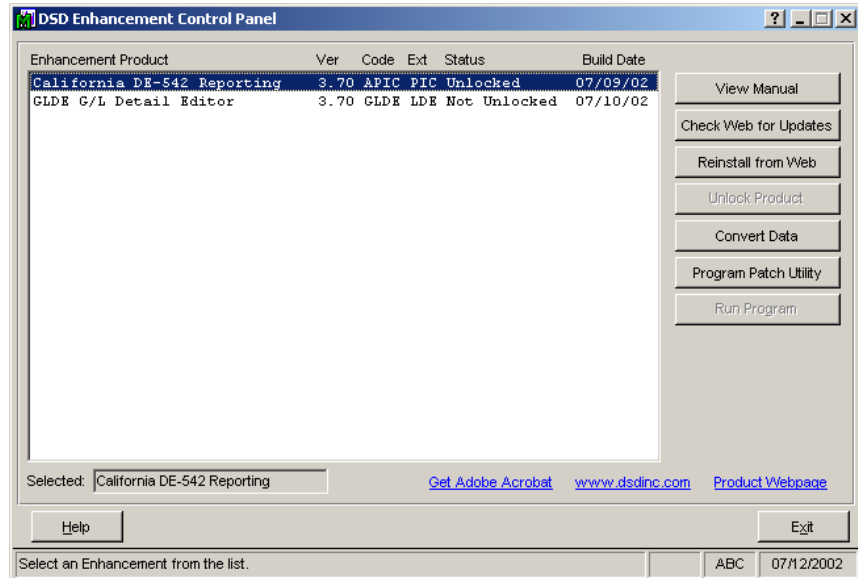 DSD Enhancement Control Panel
Enhancement Product Ver Code Ext Status Build Date
California DE-542 Reporting 3.70 APIC PIC Unlocked 07/09/02
GLDE G/L Detail Editor 3.70 GLDE LDE Not Unlocked 07/10/02
View Manual
Check Web for Updates
Reinstall from Web
Unlock Product
Convert Data
Program Patch Utility
Run Program
Selected: California DE-542 Reporting Get Adobe Acrobat www.dsdinc.com Product Webpage
Help Exit
Select an Enhancement from the list. ABC 07/12/2002